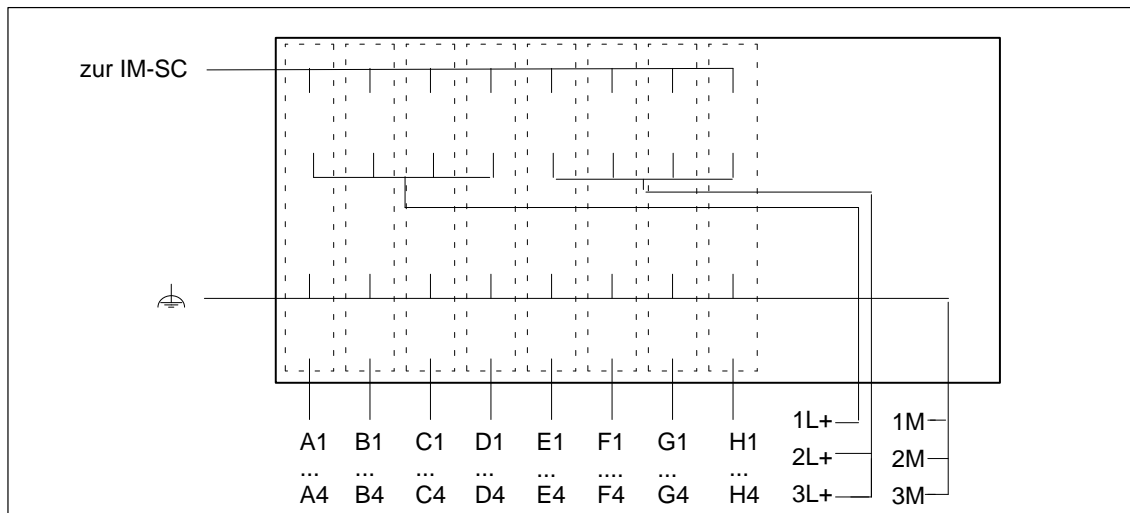 zur IM-SC
A1 B1 C1 D1 E1 F1 G1 H1 1L+ 1M
... ... ... ... ... .... ... ... 2L+ 2M
A4 B4 C4 D4 E4 F4 G4 H4 3L+ 3M